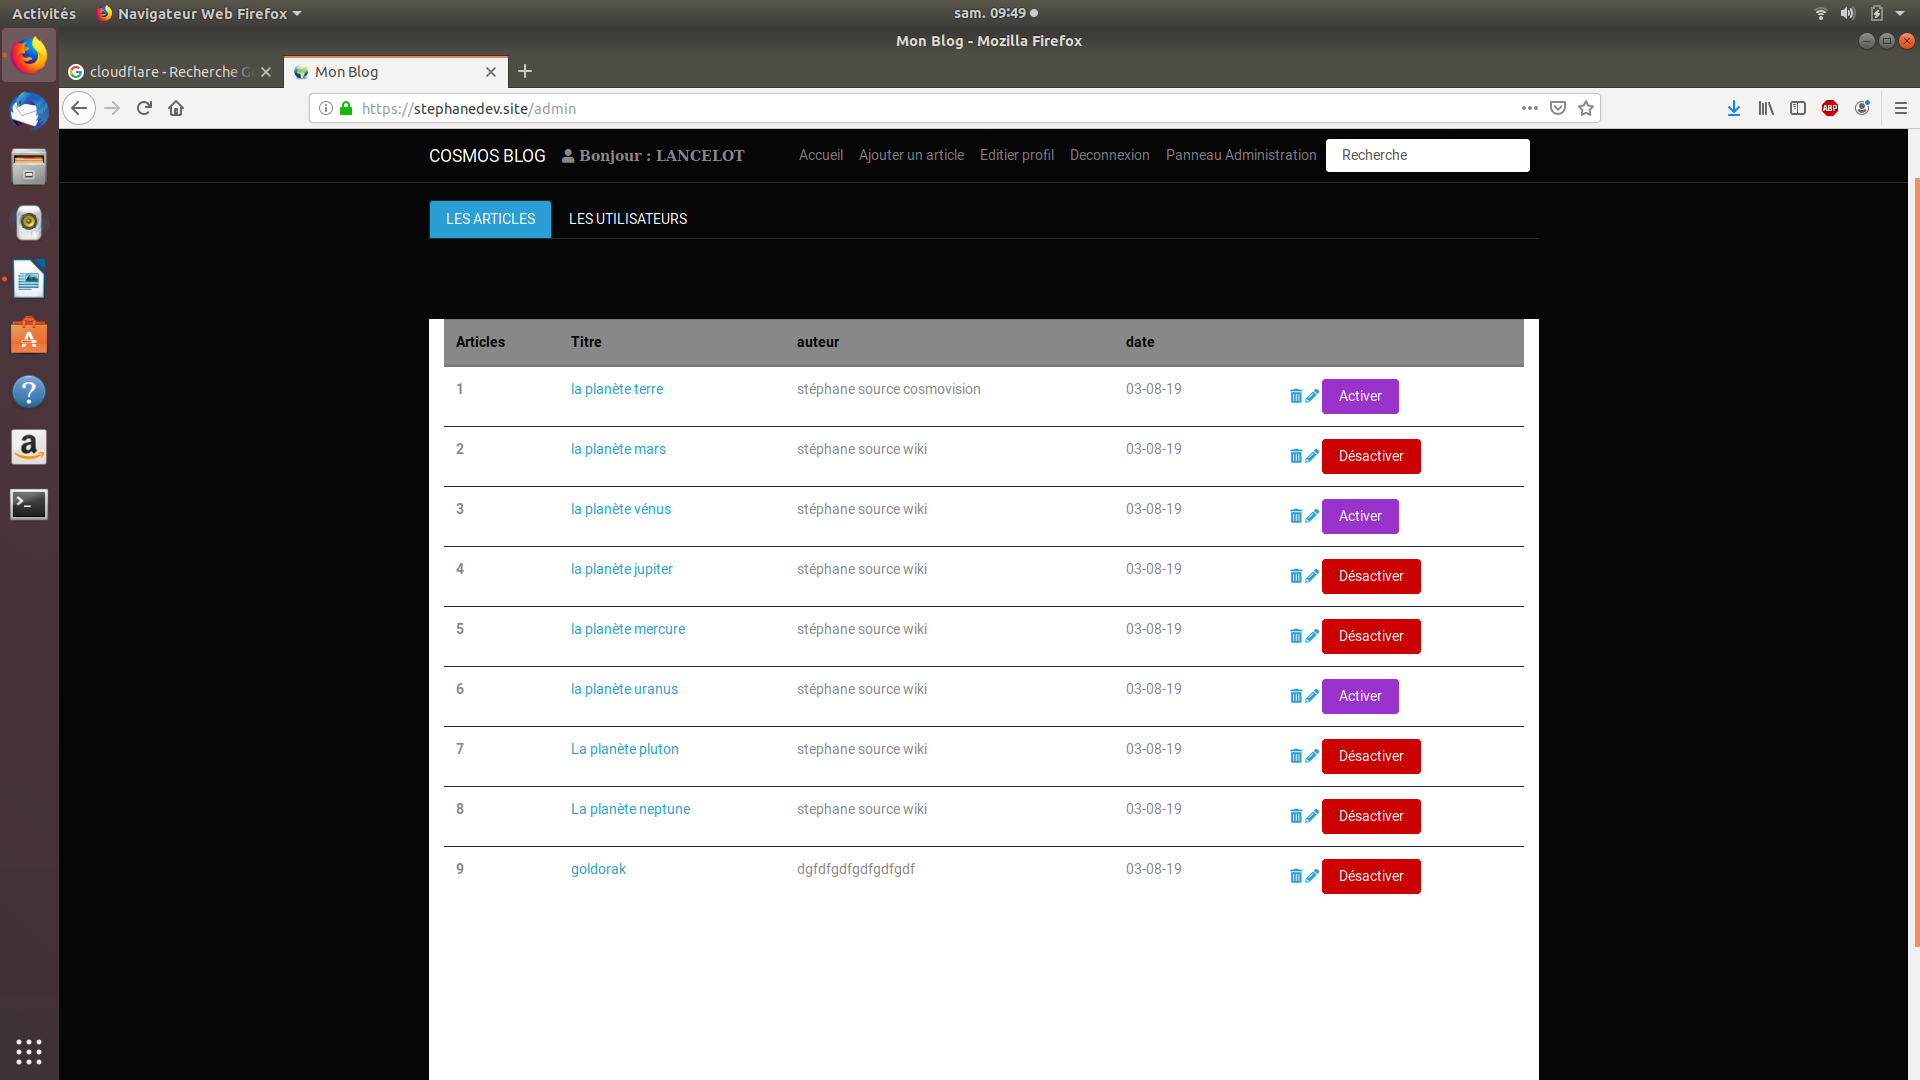 Activités Navigateur Web Firefox sam. 09:49
Mon Blog - Mozilla Firefox
cloudflare - Recherche Mon Blog
https://stephanedev.site/admin ABP
COSMOS BLOG Bonjour : LANCELOT Accueil Ajouter un article Editier profil Deconnexion Panneau Administration Recherche
LES ARTICLES LES UTILISATEURS
Articles Titre auteur date
1 la planète terre stéphane source cosmovision 03-08-19 Activer
2 la planète mars stéphane source wiki 03-08-19 Désactiver
3 la planète vénus stéphane source wiki 03-08-19 Activer
4 la planète jupiter stéphane source wiki 03-08-19 Désactiver
5 la planète mercure stéphane source wiki 03-08-19 Désactiver
6 la planète uranus stéphane source wiki 03-08-19 Activer
7 La planète pluton stephane source wiki 03-08-19 Désactiver
8 La planète neptune stephane source wiki 03-08-19 Désactiver
9 goldorak dgfdfgdfgdfgdfgdf 03-08-19 Désactiver